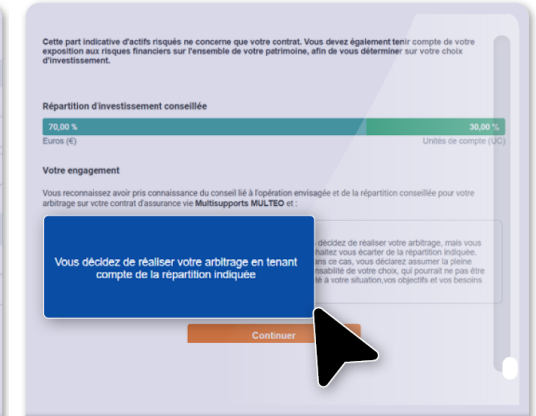 Cette part indicative d'actifs risqués ne concerne que votre contrat. Vous devez également tenir compte de votre
exposition aux risques financiers sur l'ensemble de votre patrimoine, afin de vous déterminer sur votre choix
d'investissement.
Répartition d'investissement conseillée
70,00 % 30,00 %
Euros (€) Unités de compte (UC)
Votre engagement
Vous reconnaissez avoir pris connaissance du conseil lié à l'opération envisagée et de la répartition conseillée pour votre
arbitrage sur votre contrat d'assurance vie Multisupports MULTEO et :
Vous décidez de réaliser votre arbitrage en tenant
compte de la répartition indiquée
décidez de réaliser votre arbitrage, mais vous
haitez vous écarter de la répartition indiquée.
ans ce cas, vous déclarez assumer la pleine
nsabilité de votre choix, qui pourrait ne pas être
té à votre situation,vos objectifs et vos besoins
Continuer